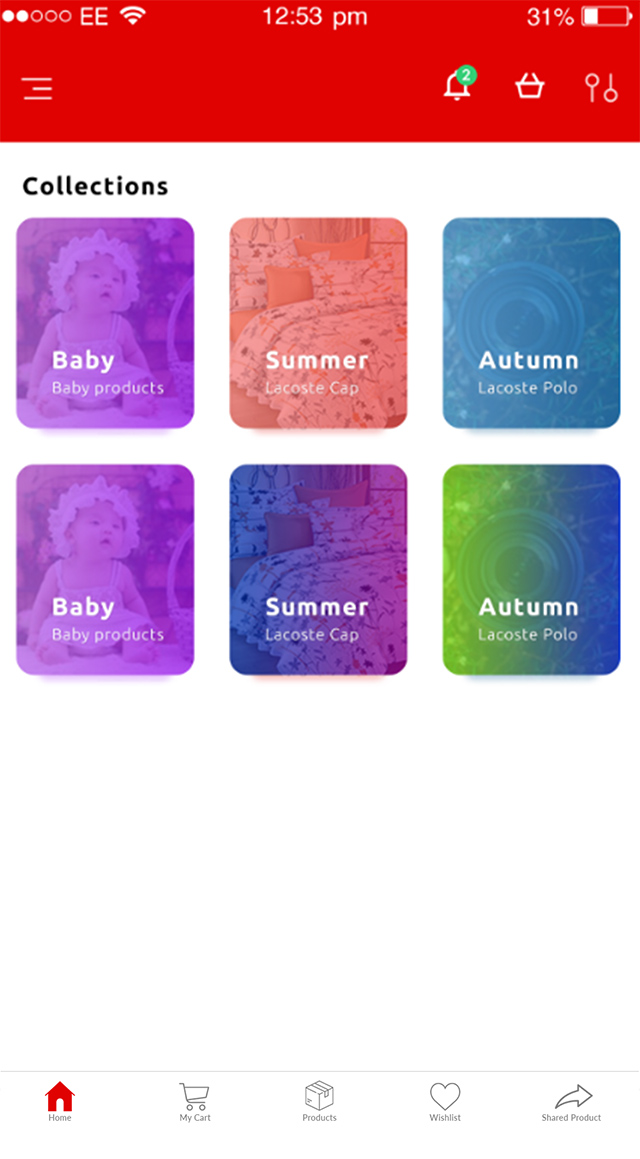 EE 12:53 pm 31%
2
Collections
Baby Summer Autumn
Baby products Lacoste Cap Lacoste Polo
Baby Summer Autumn
Baby products Lacoste Cap Lacoste Polo
Home My Cart Products Wishlist Shared Product